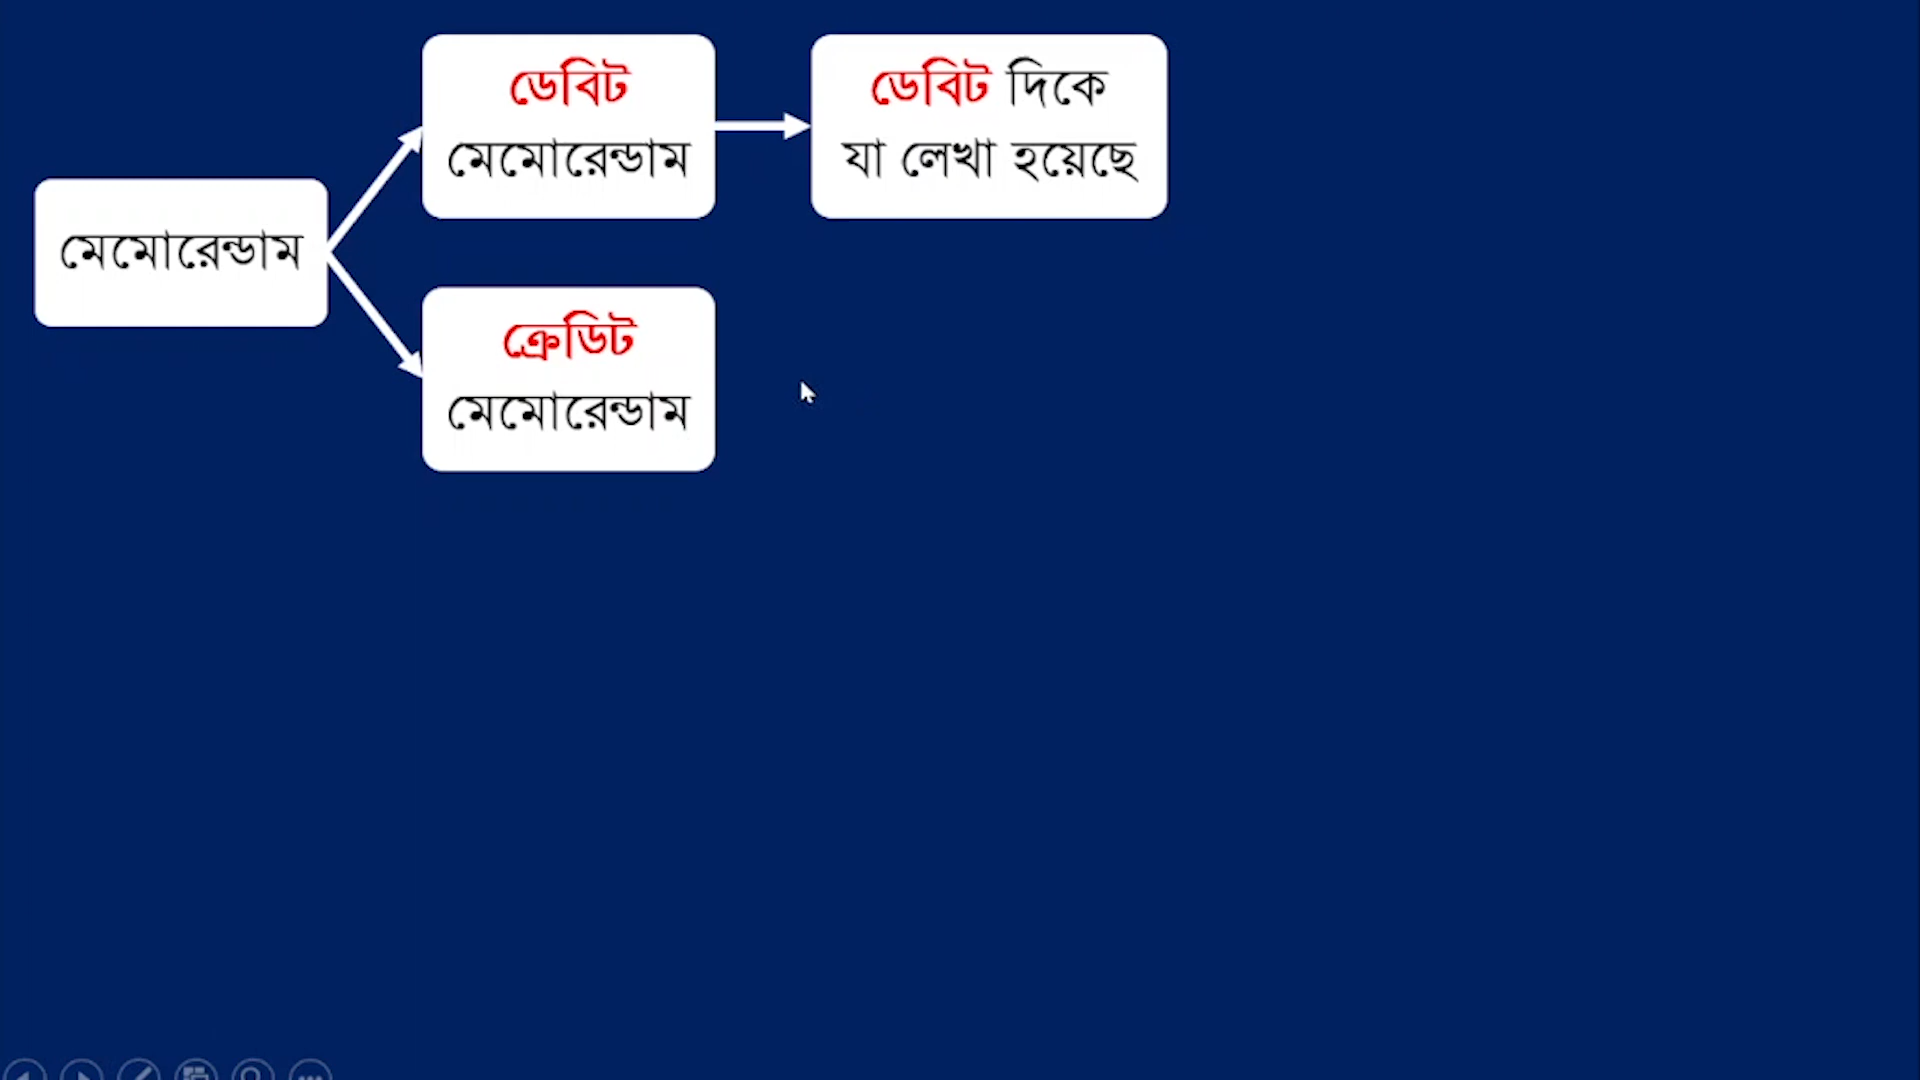 মেমোরেন্ডাম
ডেবিট
মেমোরেন্ডাম
ডেবিট দিকে
যা লেখা হয়েছে
ক্রেডিট
মেমোরেন্ডাম